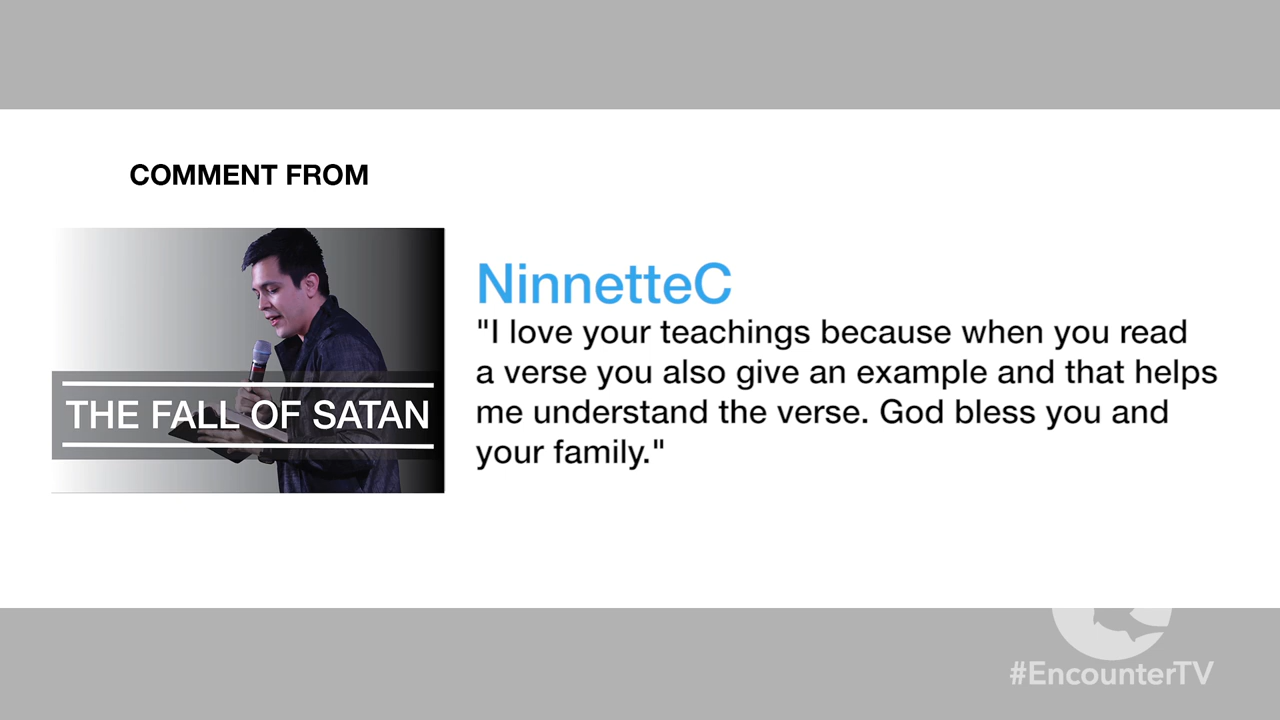 COMMENT FROM
THE FALL OF SATAN
NinnetteC
"I love your teachings because when you read
a verse you also give an example and that helps
me understand the verse. God bless you and
your family."
#EncounterTV